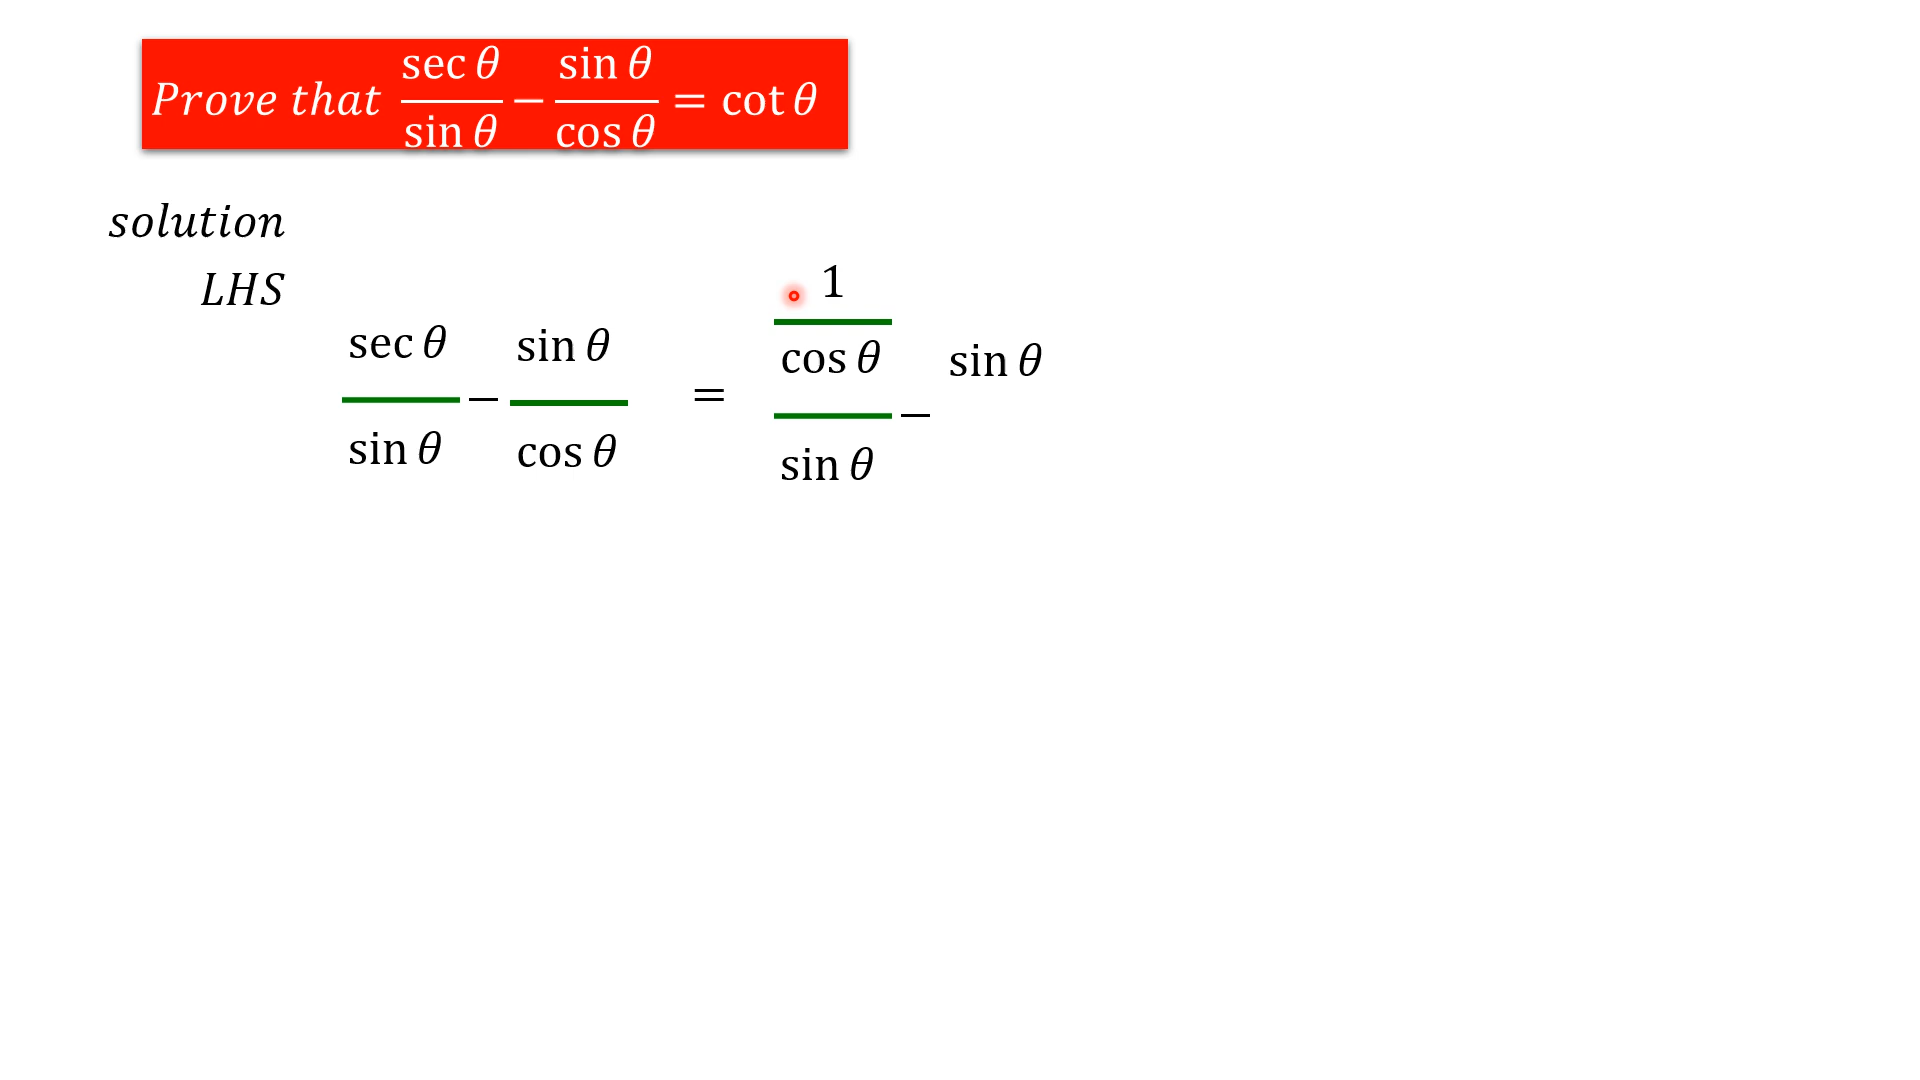 Prove that sec θ / sin θ − sin θ / cos θ = cot θ
solution
LHS
sec θ / sin θ − sin θ / cos θ = 1 / cos θ / sin θ − sin θ